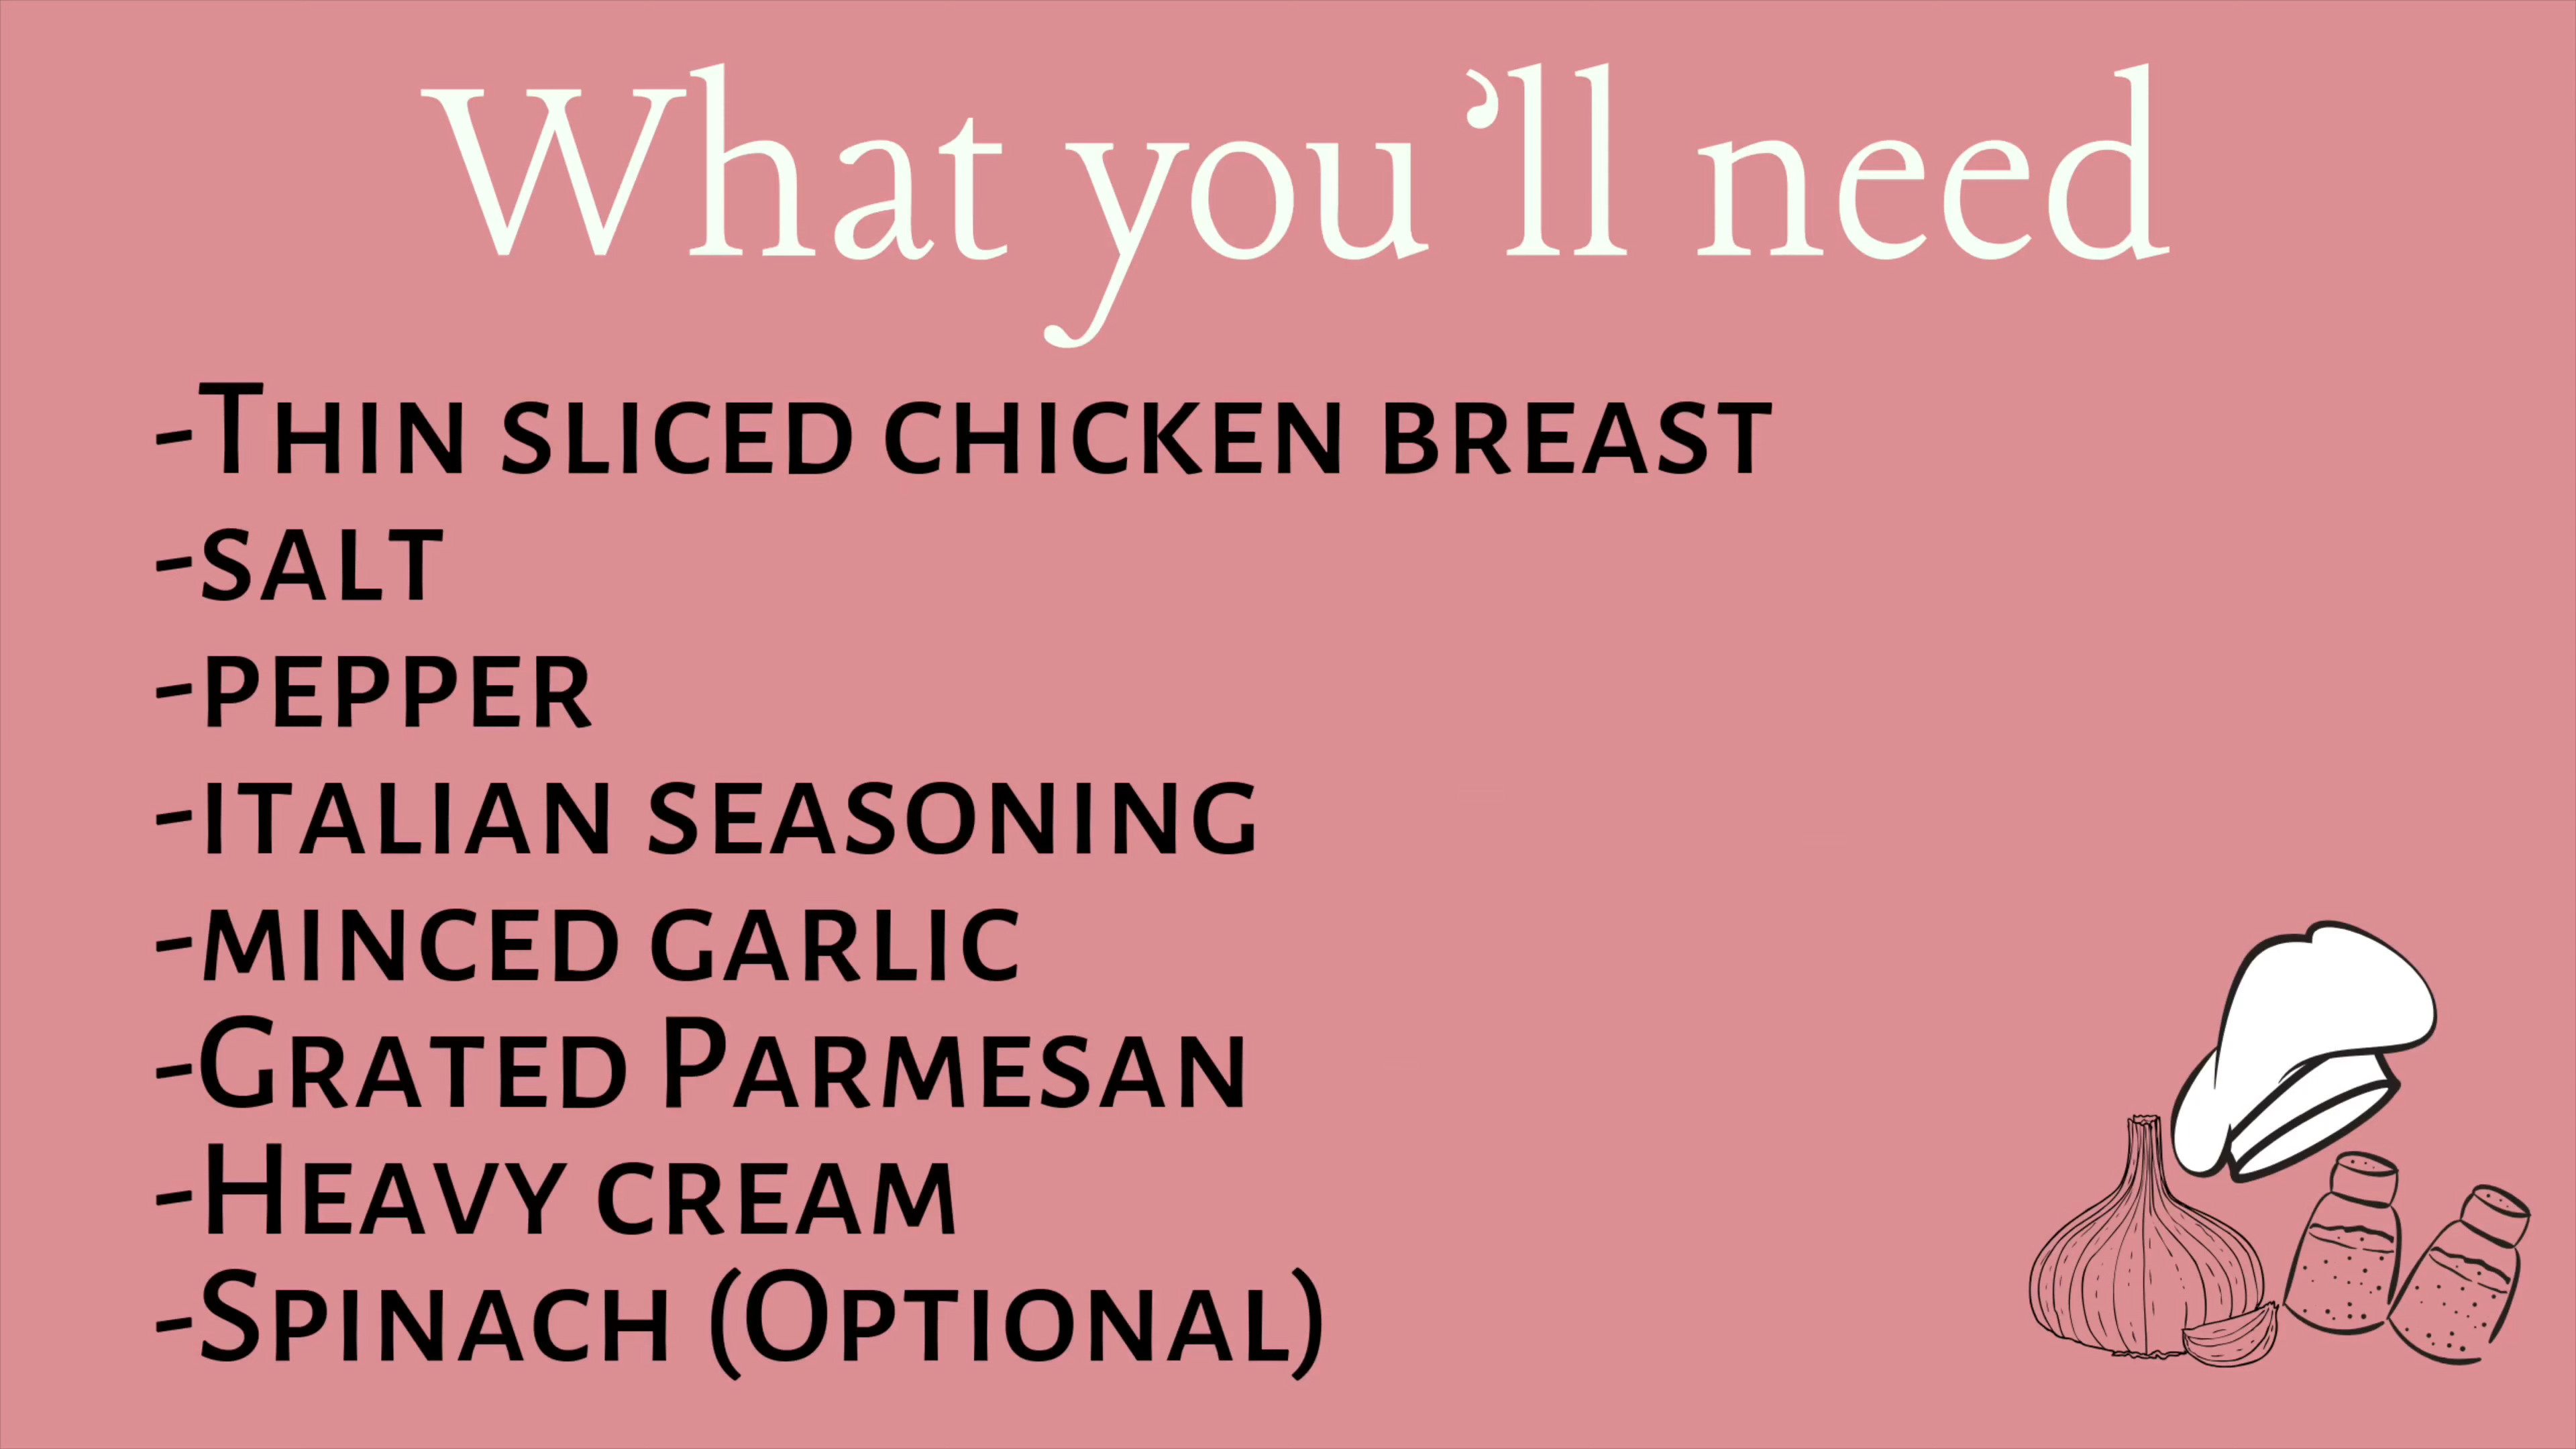 What you'll need
-Thin sliced chicken breast
-salt
-pepper
-italian seasoning
-minced garlic
-Grated Parmesan
-Heavy cream
-Spinach (Optional)